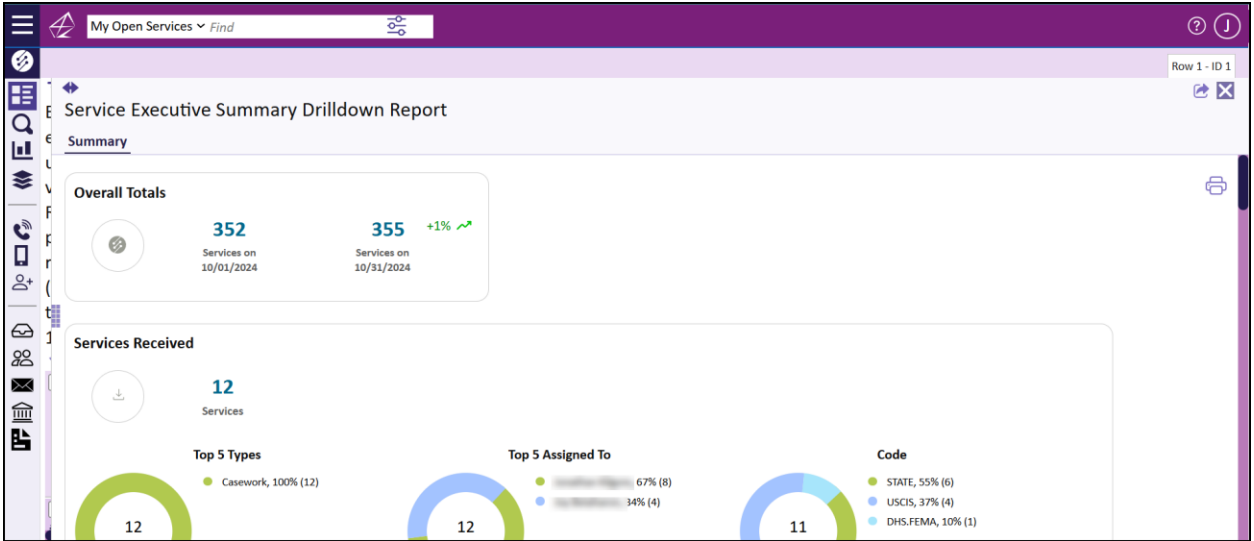 My Open Services Find
? J
Row 1 - ID 1
Service Executive Summary Drilldown Report
Summary
Overall Totals
352
355
+1%
Services on
10/01/2024
Services on
10/31/2024
Services Received
12
Services
Top 5 Types
Casework, 100% (12)
12
Top 5 Assigned To
67% (8)
34% (4)
12
Code
STATE, 55% (6)
USCIS, 37% (4)
DHS.FEMA, 10% (1)
11